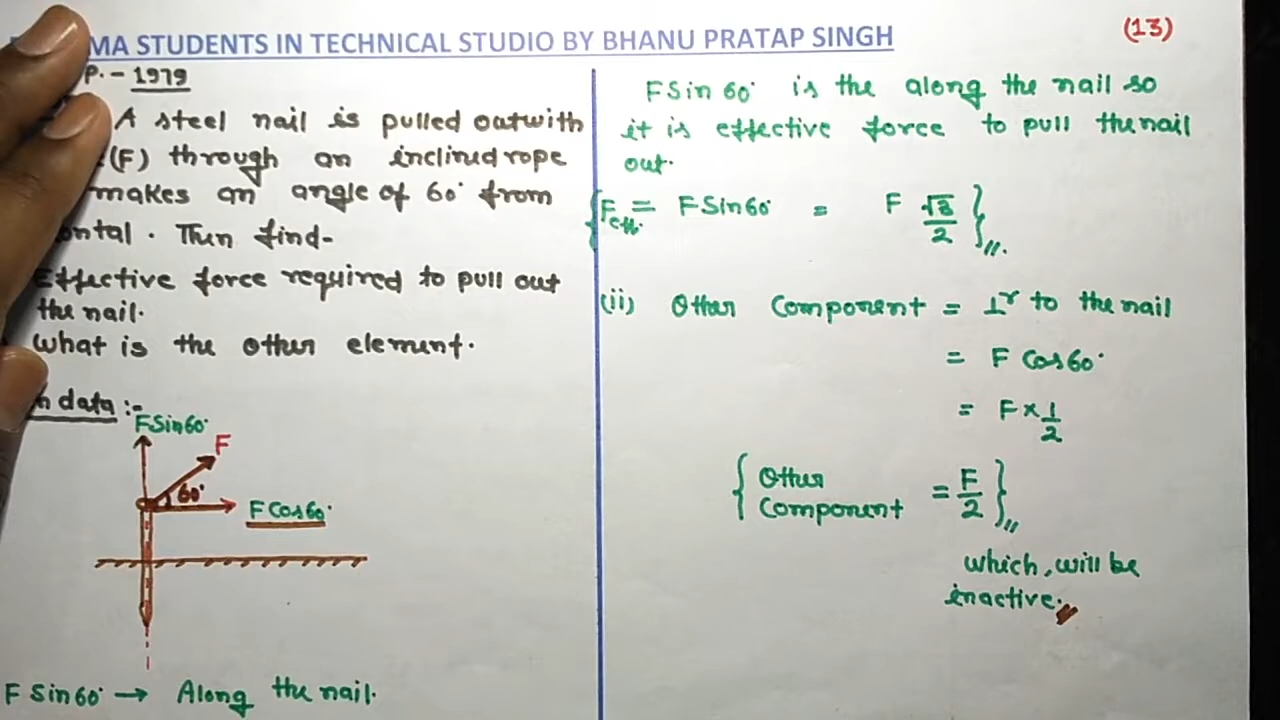 MA STUDENTS IN TECHNICAL STUDIO BY BHANU PRATAP SINGH
(13)
P. - 1979
A steel nail is pulled outwith
(F) through an inclined rope
makes an angle of 60° from
ontal. Then find-
Effective force required to pull out
the nail.
What is the other element.
n data :-
FSin60°
F
60°
F Cos60°
F Sin60° → Along the nail.
FSin 60° is the along the nail so
it is effective force to pull the nail
out.
{Feff. = FSin60° = F √3/2}//.
(ii) Other Component = ⊥r to the nail
= F Cos60°
= F × 1/2
{Other Component = F/2}//
which, will be
inactive.